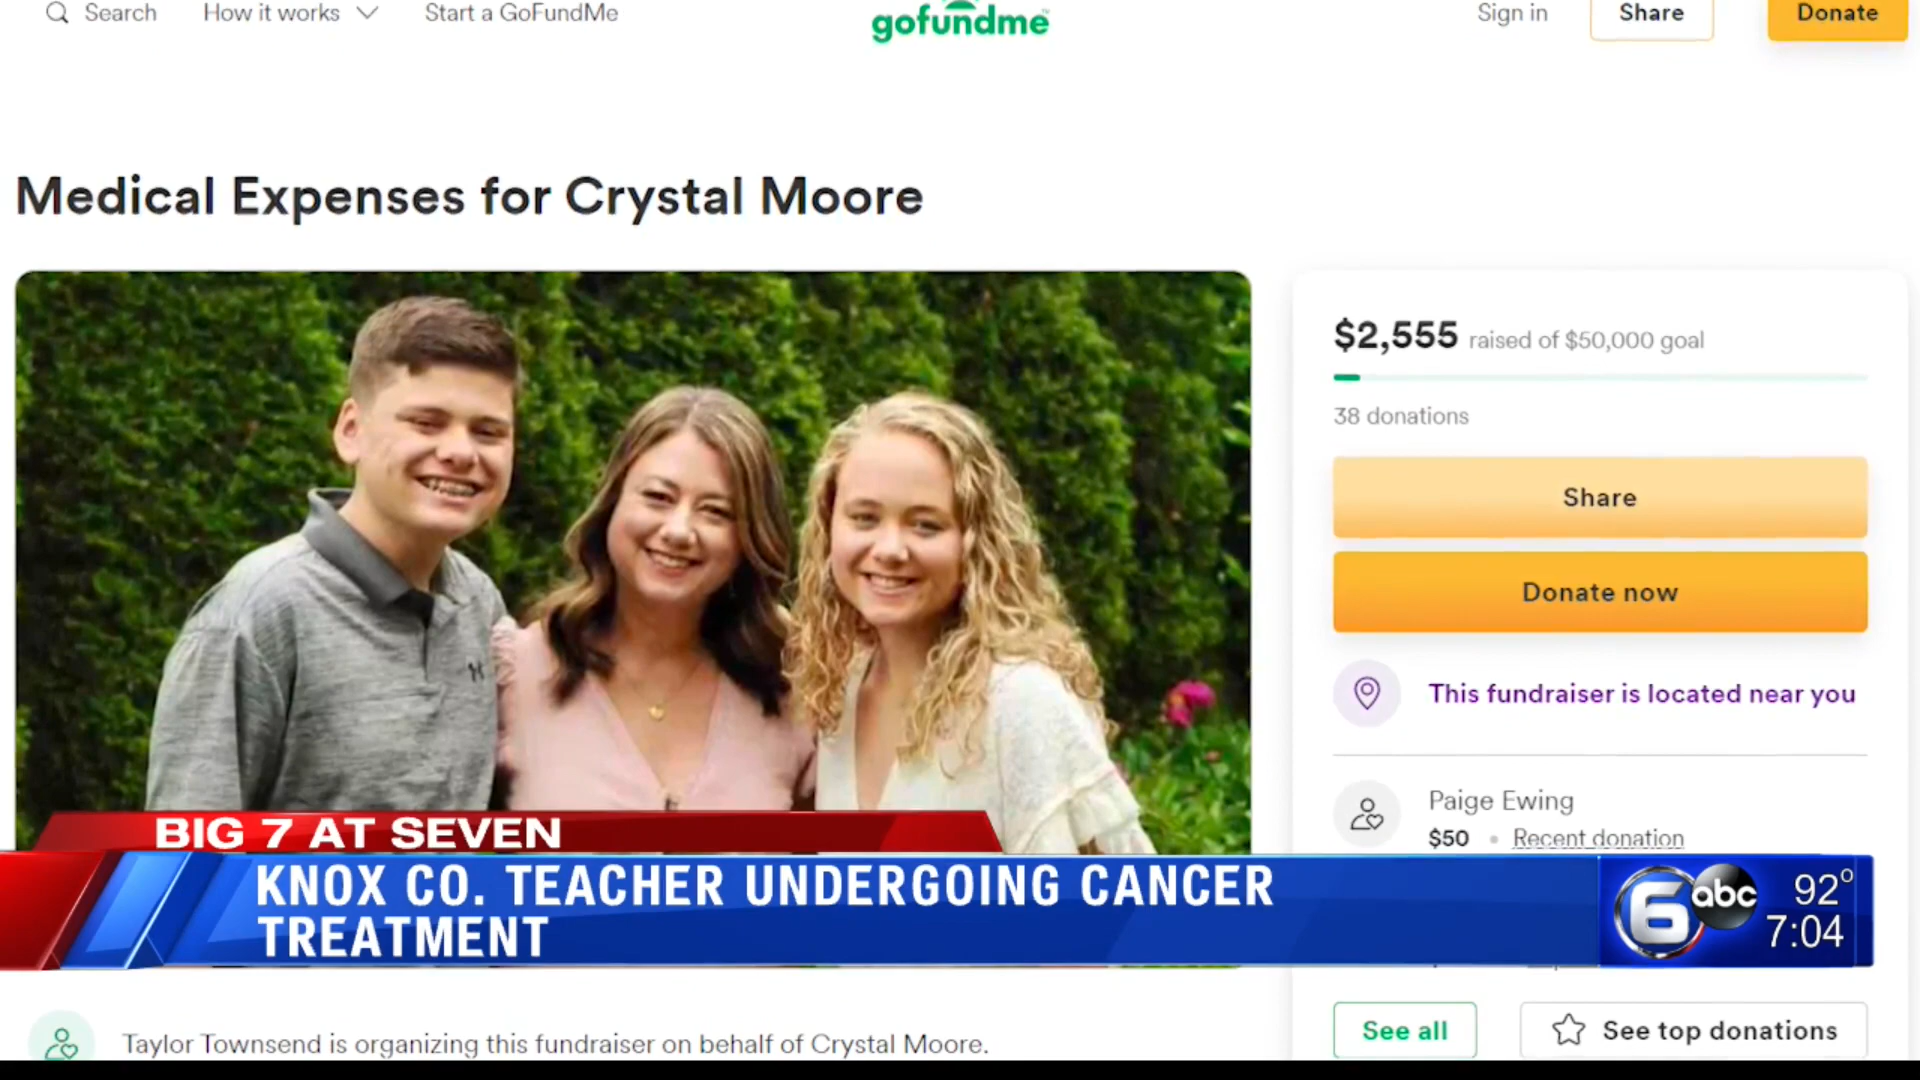 Search
How it works
Start a GoFundMe
gofundme
Sign in
Share
Donate
Medical Expenses for Crystal Moore
$2,555 raised of $50,000 goal
38 donations
Share
Donate now
This fundraiser is located near you
Paige Ewing
$50 • Recent donation
BIG 7 AT SEVEN
KNOX CO. TEACHER UNDERGOING CANCER
TREATMENT
6 abc
92°
7:04
See all
See top donations
Taylor Townsend is organizing this fundraiser on behalf of Crystal Moore.